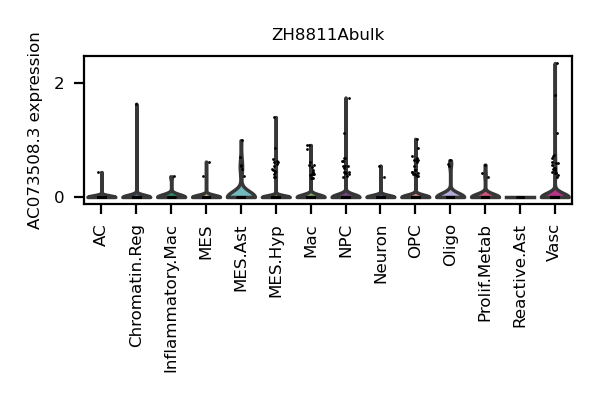 ZH8811Abulk
AC073508.3 expression
2
0
AC
Chromatin.Reg
Inflammatory.Mac
MES
MES.Ast
MES.Hyp
Mac
NPC
Neuron
OPC
Oligo
Prolif.Metab
Reactive.Ast
Vasc